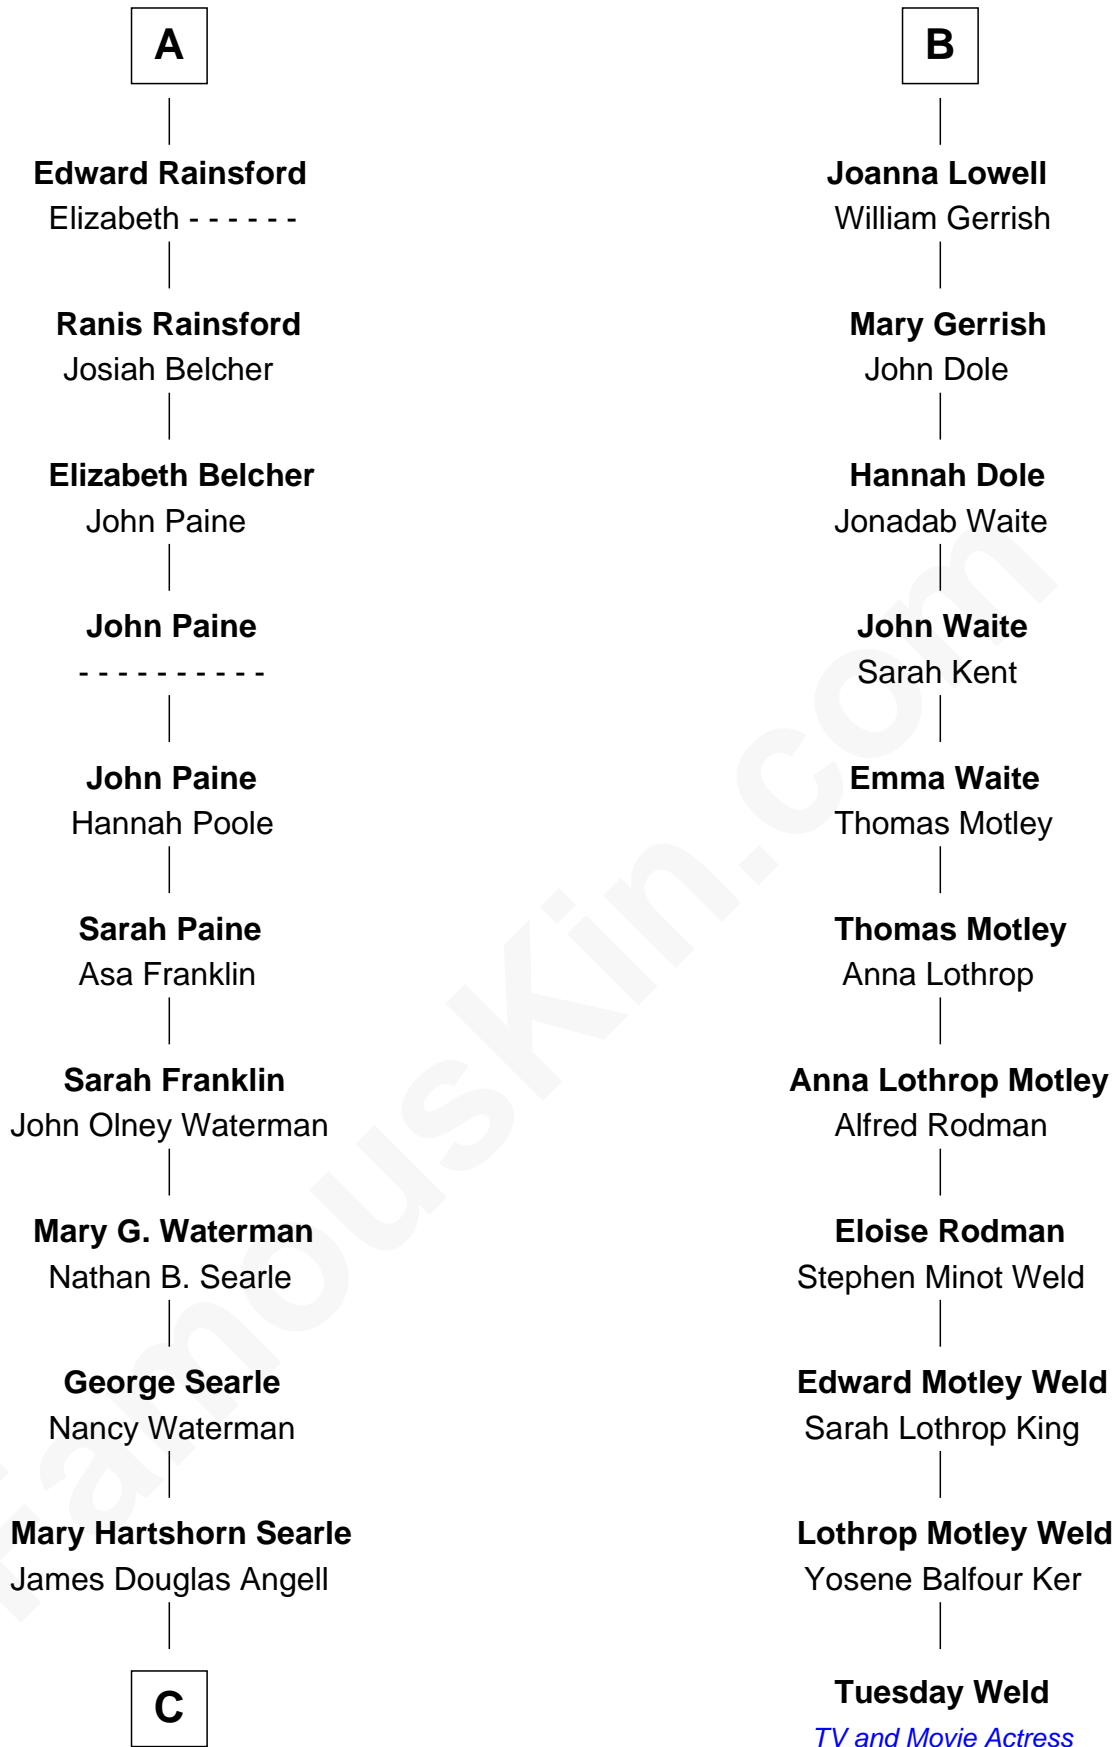 A
Edward Rainsford
Elizabeth - - - - - -
Ranis Rainsford
Josiah Belcher
Elizabeth Belcher
John Paine
John Paine
- - - - - - - - - -
John Paine
Hannah Poole
Sarah Paine
Asa Franklin
Sarah Franklin
John Olney Waterman
Mary G. Waterman
Nathan B. Searle
George Searle
Nancy Waterman
Mary Hartshorn Searle
James Douglas Angell
C
B
Joanna Lowell
William Gerrish
Mary Gerrish
John Dole
Hannah Dole
Jonadab Waite
John Waite
Sarah Kent
Emma Waite
Thomas Motley
Thomas Motley
Anna Lothrop
Anna Lothrop Motley
Alfred Rodman
Eloise Rodman
Stephen Minot Weld
Edward Motley Weld
Sarah Lothrop King
Lothrop Motley Weld
Yosene Balfour Ker
Tuesday Weld
TV and Movie Actress
FamousKin.com